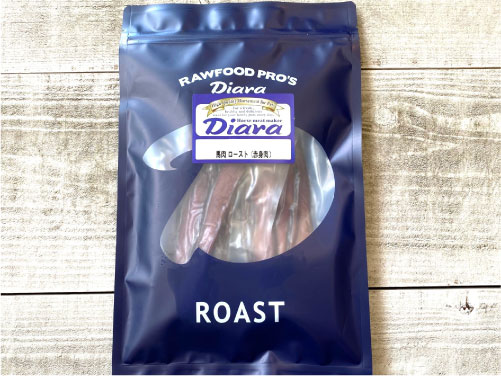 RAWFOOD PRO'S
Diara
Horse meat maker
Diara
馬肉 ロースト（赤身肉）
ROAST